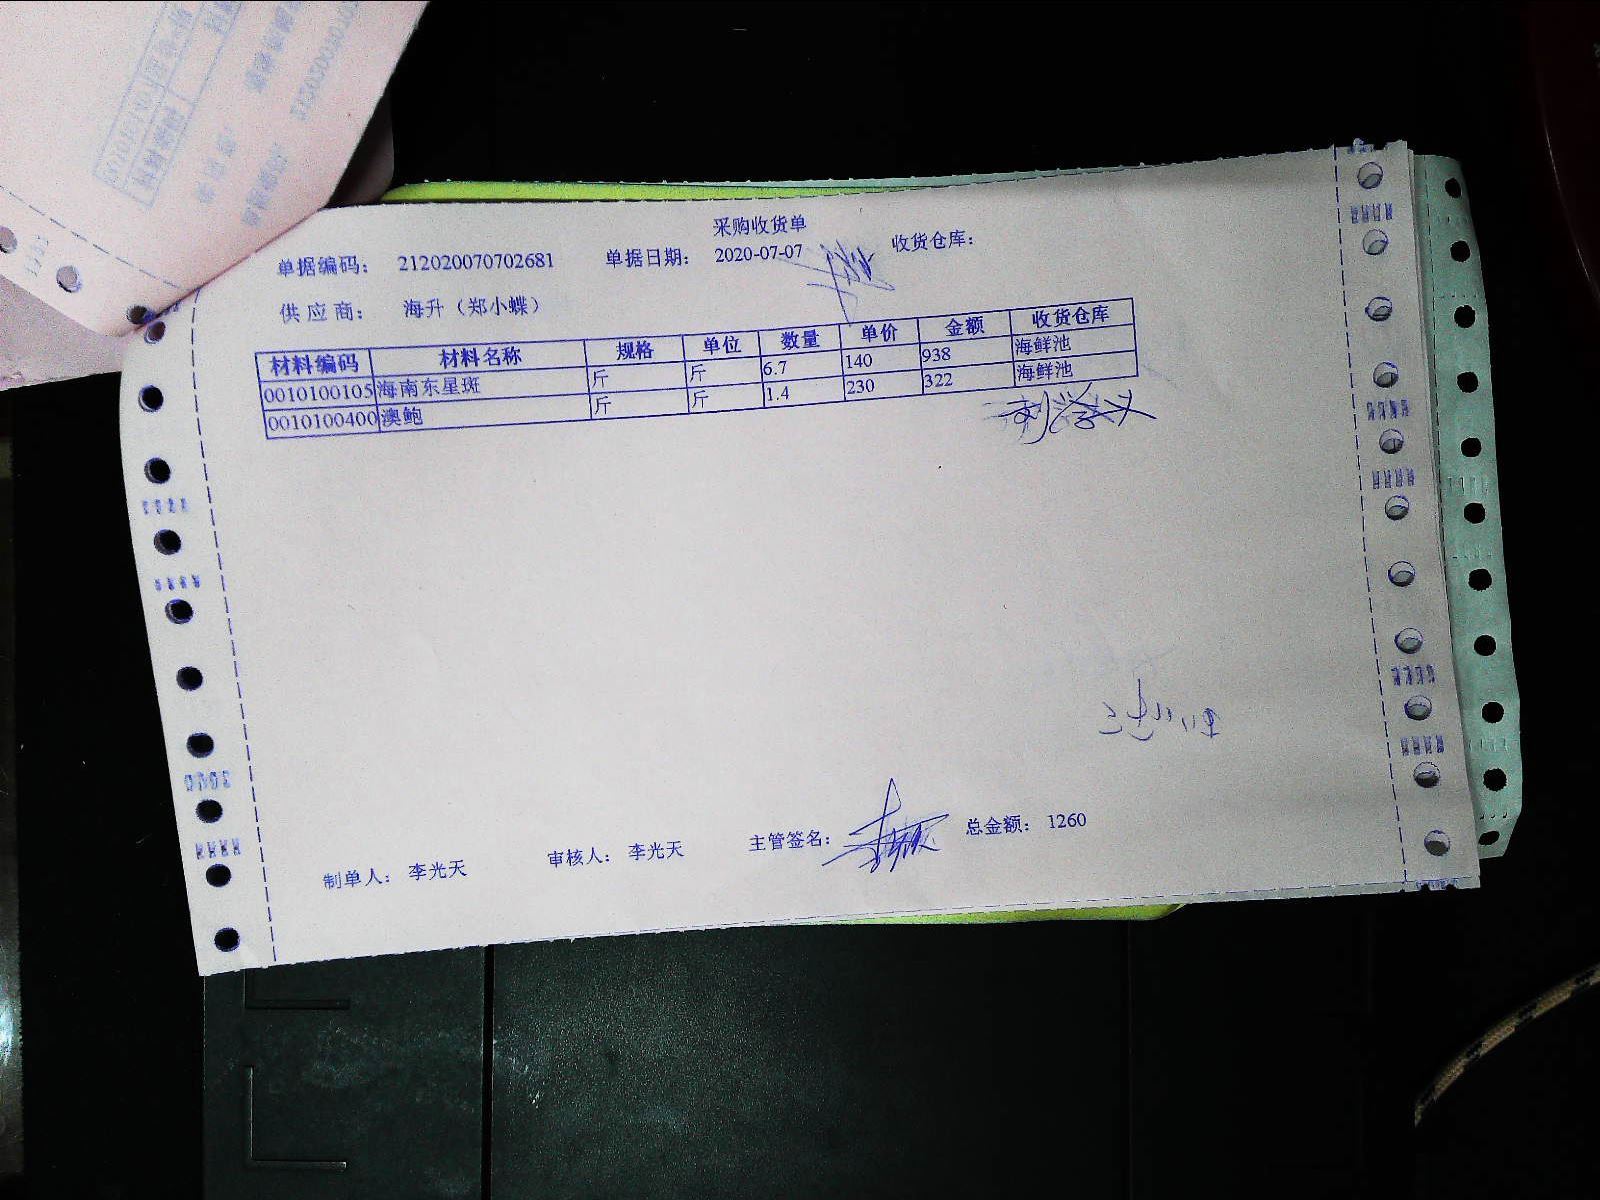 采购收货单
单据编码： 212020070702681 单据日期： 2020-07-07 收货仓库：
供应商： 海升（郑小蝶）
材料编码 材料名称 规格 单位 数量 单价 金额 收货仓库
0010100105 海南东星斑 斤 斤 6.7 140 938 海鲜池
0010100400 澳鲍 斤 斤 1.4 230 322 海鲜池
制单人： 李光天 审核人： 李光天 主管签名： 总金额： 1260